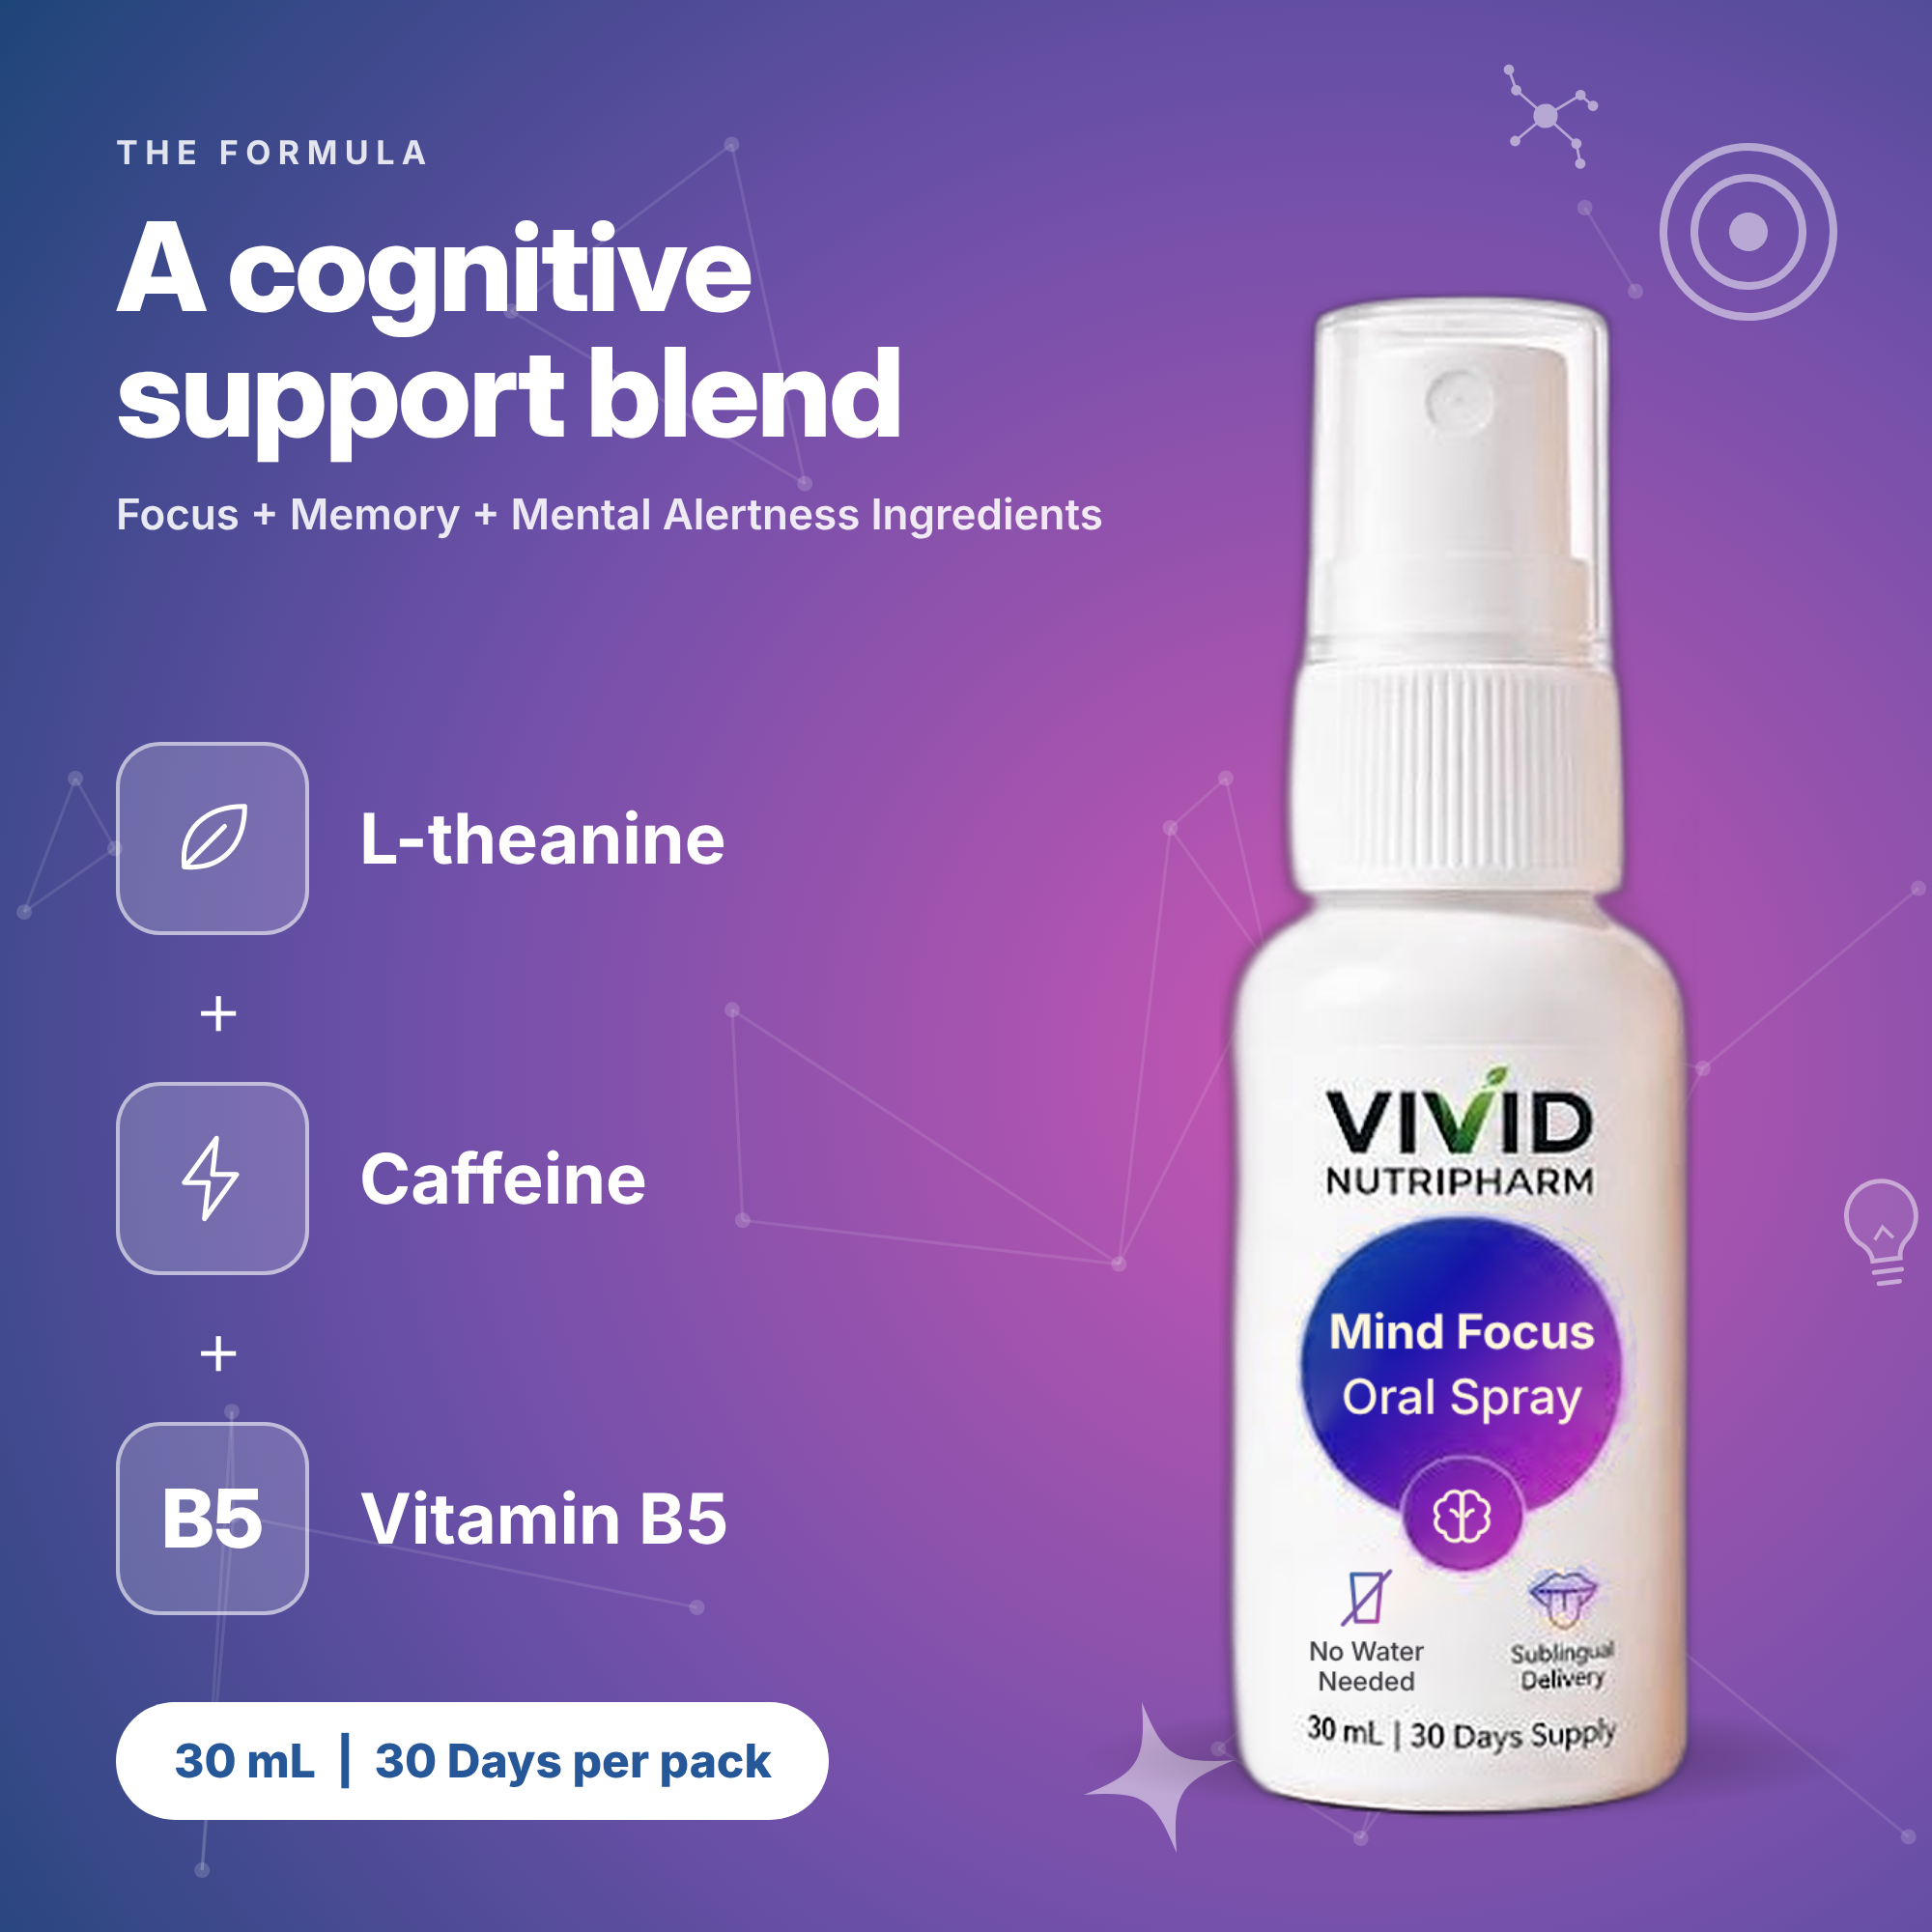 THE FORMULA
A cognitive
support blend
Focus + Memory + Mental Alertness Ingredients
L-theanine
+
Caffeine
+
B5
Vitamin B5
30 mL | 30 Days per pack
VIVID
NUTRIPHARM
Mind Focus
Oral Spray
No Water
Needed
Sublingual
Delivery
30 mL | 30 Days Supply